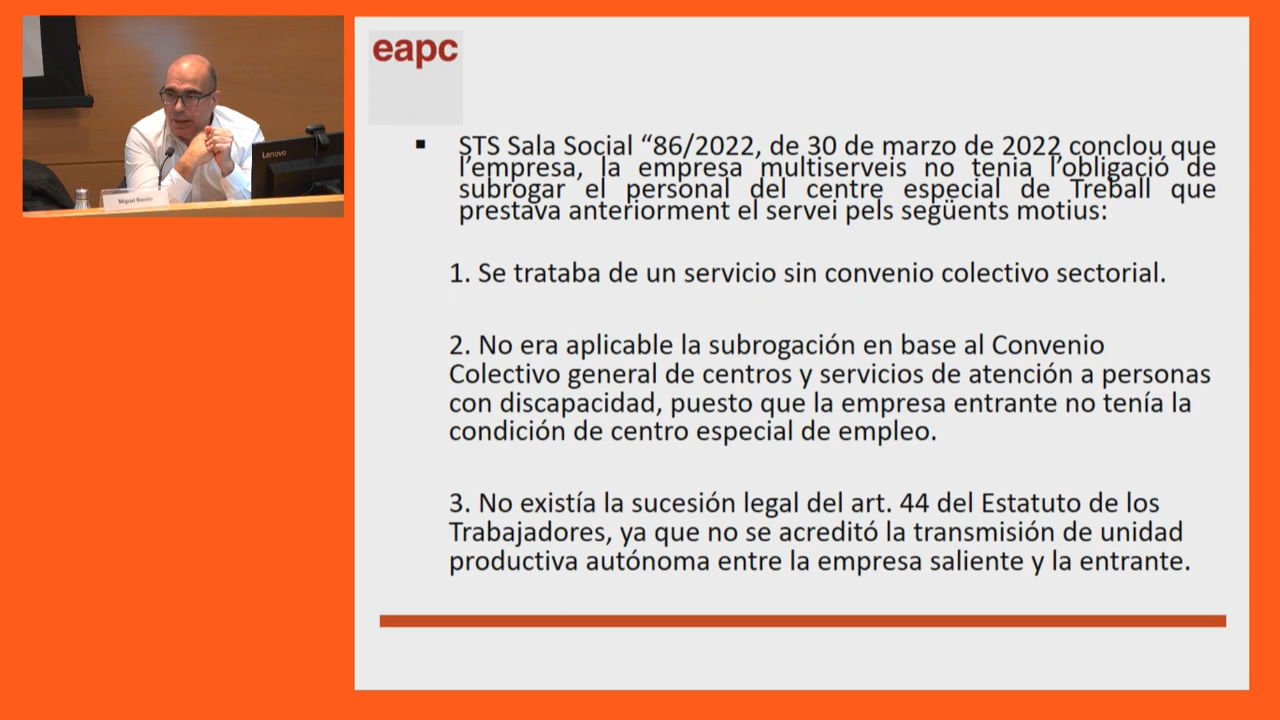 eapc
▪ STS Sala Social “86/2022, de 30 de marzo de 2022 conclou que
l’empresa, la empresa multiserveis no tenia l’obligació de
subrogar el personal del centre especial de Treball que
prestava anteriorment el servei pels següents motius:
1. Se trataba de un servicio sin convenio colectivo sectorial.
2. No era aplicable la subrogación en base al Convenio
Colectivo general de centros y servicios de atención a personas
con discapacidad, puesto que la empresa entrante no tenía la
condición de centro especial de empleo.
3. No existía la sucesión legal del art. 44 del Estatuto de los
Trabajadores, ya que no se acreditó la transmisión de unidad
productiva autónoma entre la empresa saliente y la entrante.
Lenovo
Miguel Benito